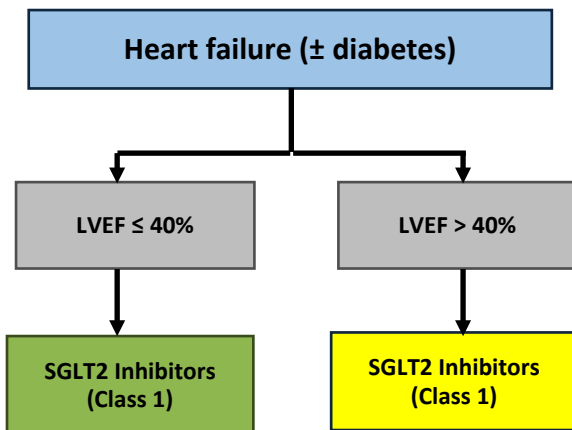 Heart failure (± diabetes)
LVEF ≤ 40%
LVEF > 40%
SGLT2 Inhibitors
(Class 1)
SGLT2 Inhibitors
(Class 1)